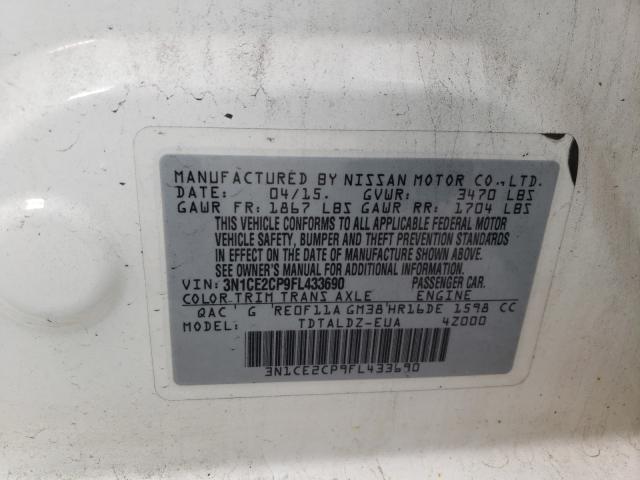 MANUFACTURED BY NISSAN MOTOR CO., LTD.
DATE: 04/15. GVWR: 3470 LBS
GAWR FR: 1867 LBS GAWR RR: 1704 LBS
THIS VEHICLE CONFORMS TO ALL APPLICABLE FEDERAL MOTOR
VEHICLE SAFETY, BUMPER AND THEFT PREVENTION STANDARDS
IN EFFECT ON THE DATE OF MANUFACTURE SHOWN ABOVE.
SEE OWNER'S MANUAL FOR ADDITIONAL INFORMATION.
VIN: 3N1CE2CP9FL433690 PASSENGER CAR.
COLOR TRIM TRANS AXLE ENGINE
QAC G RE0F11A GM38 HR16DE 1598 CC
MODEL: TDTALDZ-EUA 4Z000
3N1CE2CP9FL433690